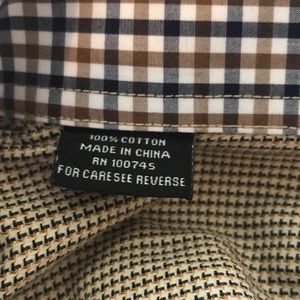 100% COTTON
MADE IN CHINA
RN 100745
FOR CARESEE REVERSE